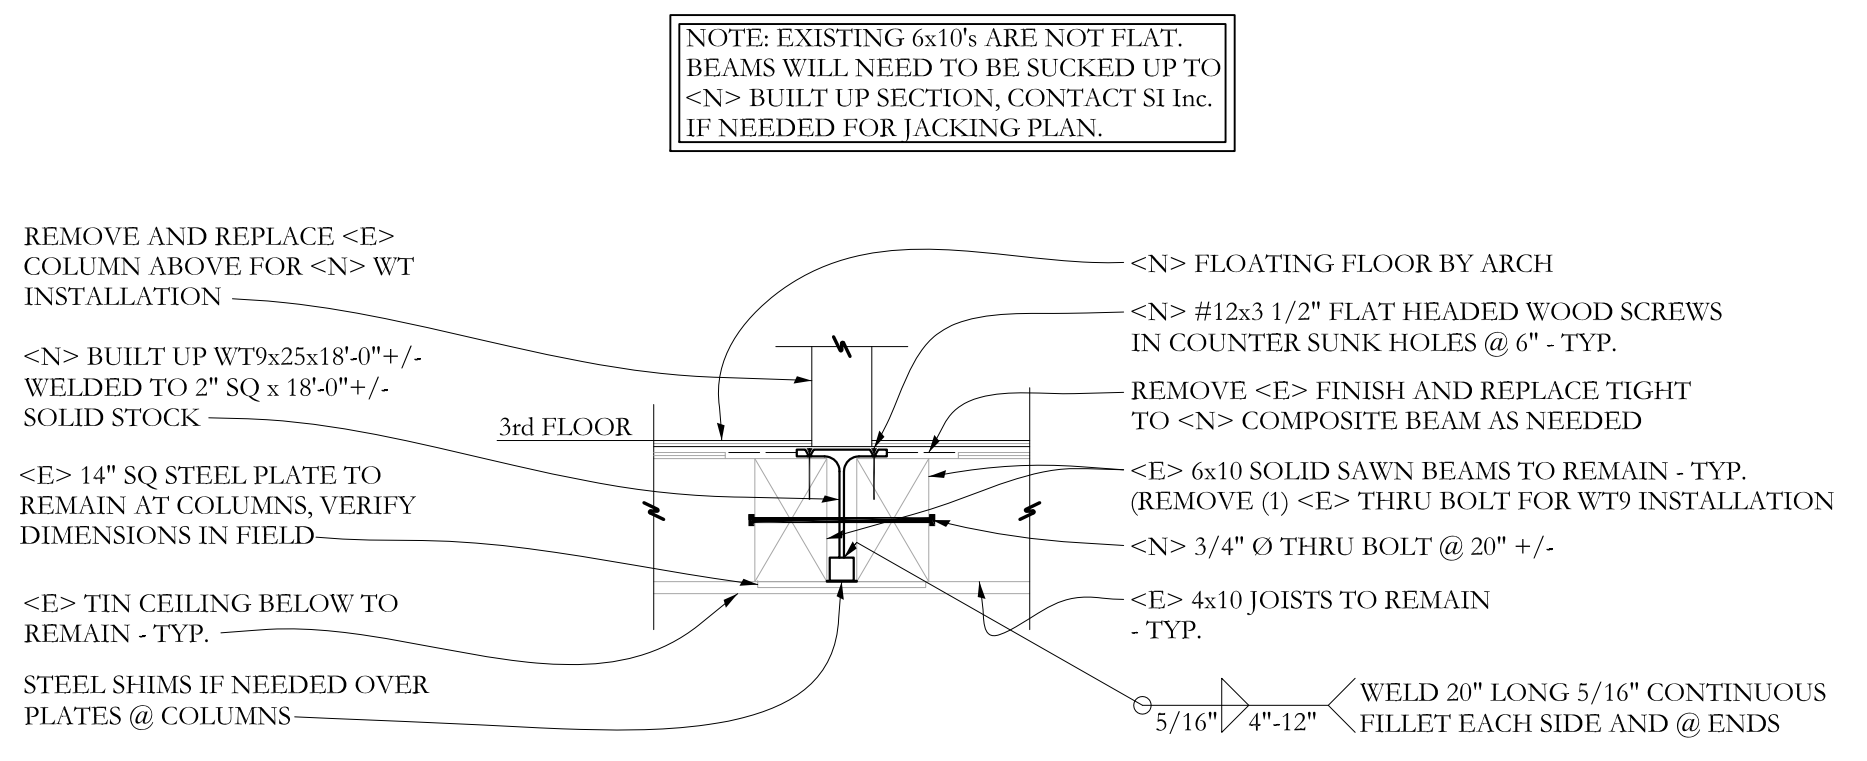 NOTE: EXISTING 6x10's ARE NOT FLAT.
BEAMS WILL NEED TO BE SUCKED UP TO
<N> BUILT UP SECTION, CONTACT SI Inc.
IF NEEDED FOR JACKING PLAN.
REMOVE AND REPLACE <E>
COLUMN ABOVE FOR <N> WT
INSTALLATION
<N> BUILT UP WT9x25x18'-0"+/-
WELDED TO 2" SQ x 18'-0"+/-
SOLID STOCK
3rd FLOOR
<E> 14" SQ STEEL PLATE TO
REMAIN AT COLUMNS, VERIFY
DIMENSIONS IN FIELD
<E> TIN CEILING BELOW TO
REMAIN - TYP.
STEEL SHIMS IF NEEDED OVER
PLATES @ COLUMNS
<N> FLOATING FLOOR BY ARCH
<N> #12x3 1/2" FLAT HEADED WOOD SCREWS
IN COUNTER SUNK HOLES @ 6" - TYP.
REMOVE <E> FINISH AND REPLACE TIGHT
TO <N> COMPOSITE BEAM AS NEEDED
<E> 6x10 SOLID SAWN BEAMS TO REMAIN - TYP.
(REMOVE (1) <E> THRU BOLT FOR WT9 INSTALLATION
<N> 3/4" Ø THRU BOLT @ 20" +/-
<E> 4x10 JOISTS TO REMAIN
- TYP.
5/16" 4"-12"
WELD 20" LONG 5/16" CONTINUOUS
FILLET EACH SIDE AND @ ENDS